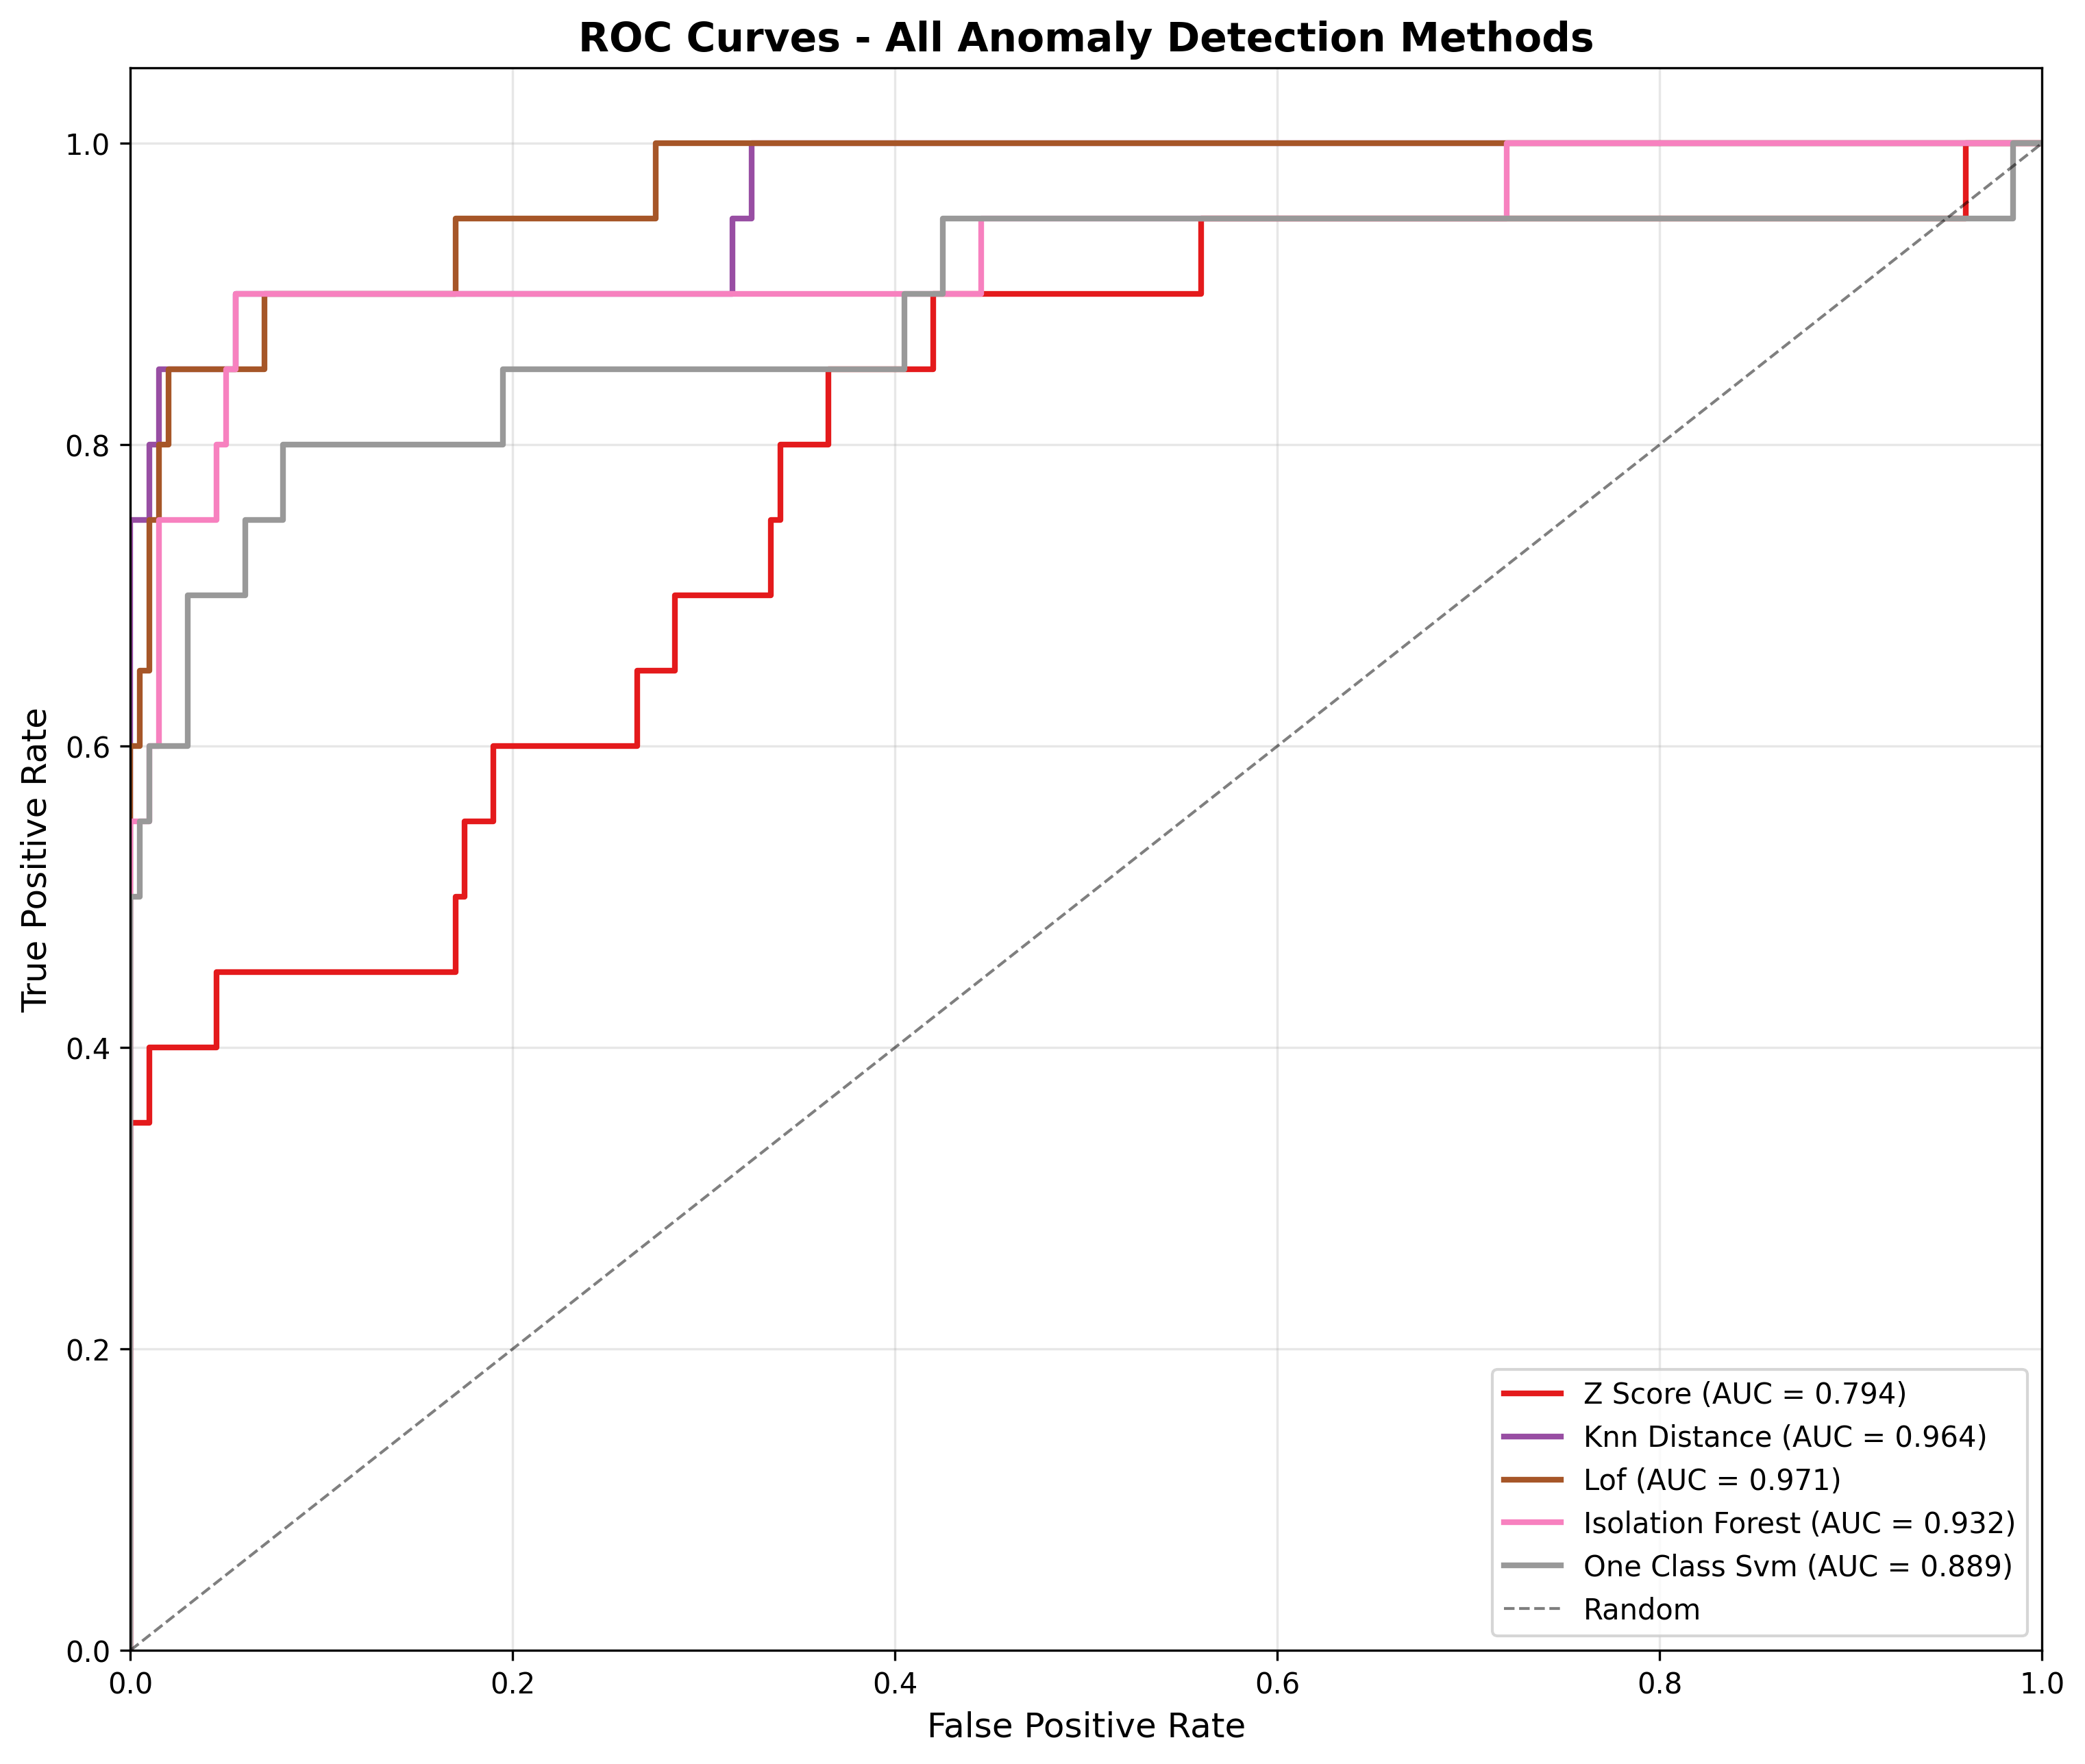 ROC Curves - All Anomaly Detection Methods
True Positive Rate
1.0
0.8
0.6
0.4
0.2
0.0
0.0 0.2 0.4 0.6 0.8 1.0
False Positive Rate
Z Score (AUC = 0.794)
Knn Distance (AUC = 0.964)
Lof (AUC = 0.971)
Isolation Forest (AUC = 0.932)
One Class Svm (AUC = 0.889)
Random